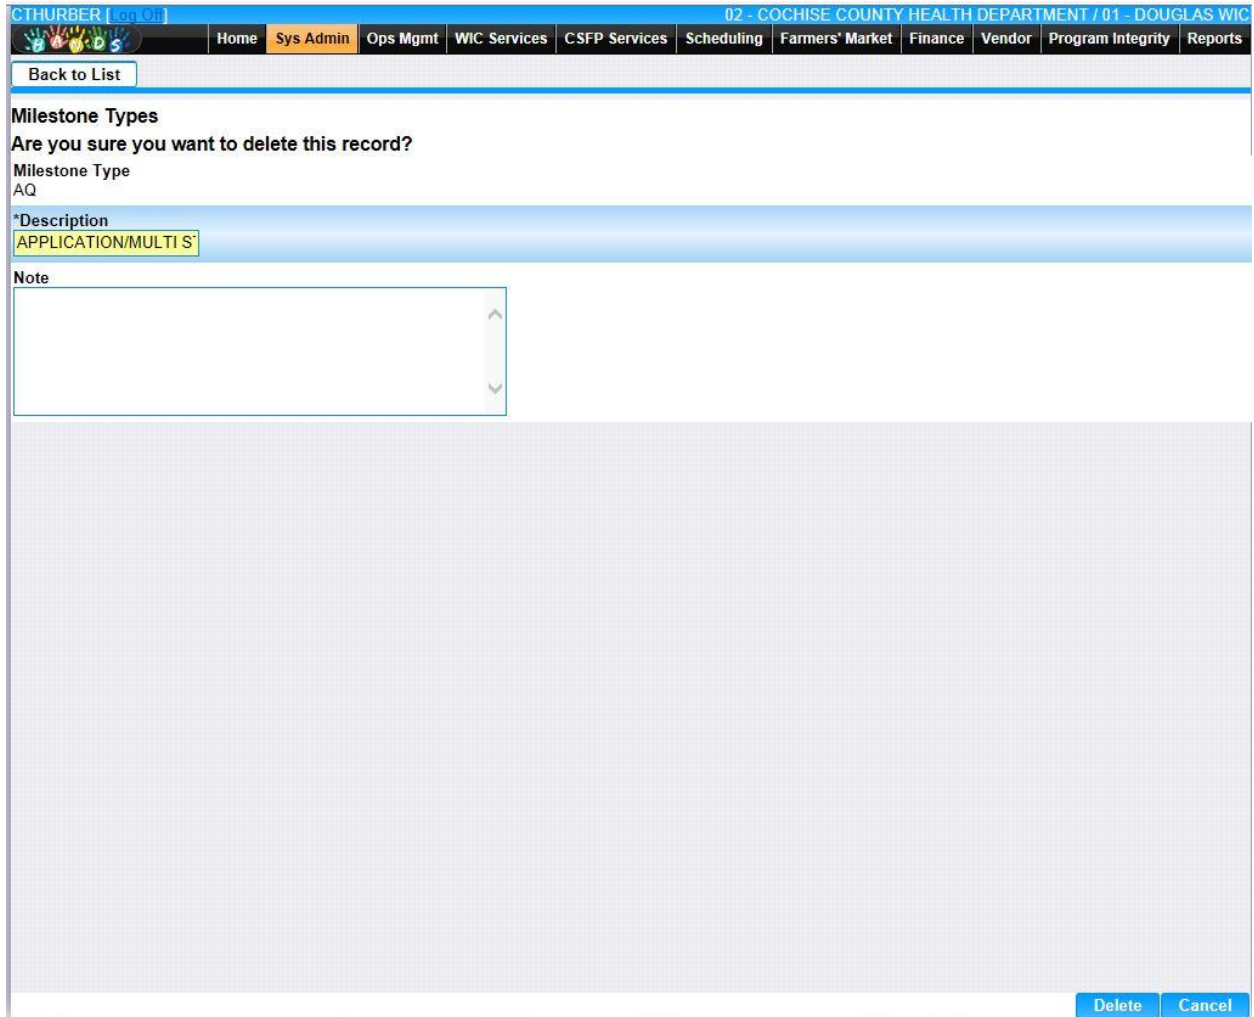 CTHURBER [Log Off] 02 - COCHISE COUNTY HEALTH DEPARTMENT / 01 - DOUGLAS WIC
HANDS Home Sys Admin Ops Mgmt WIC Services CSFP Services Scheduling Farmers' Market Finance Vendor Program Integrity Reports
Back to List
Milestone Types
Are you sure you want to delete this record?
Milestone Type
AQ
*Description
APPLICATION/MULTI S
Note
Delete Cancel